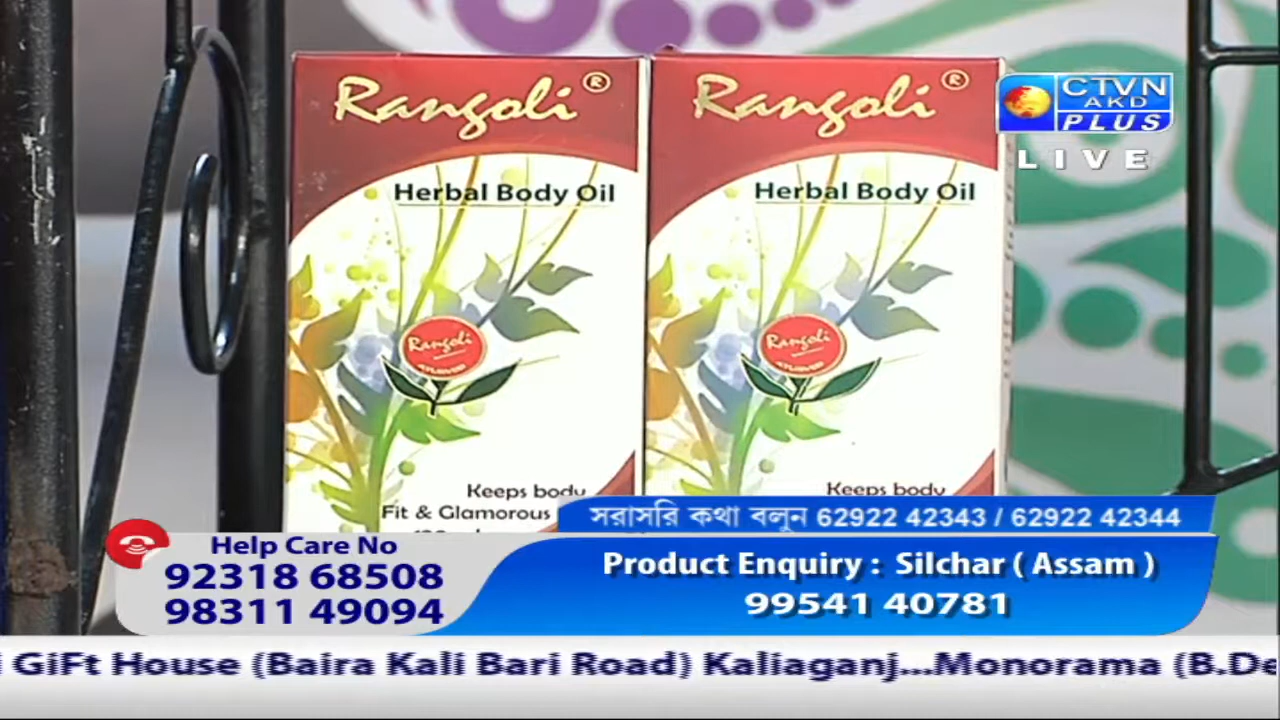 Rangoli®
Herbal Body Oil
Rangoli
Keeps body
Fit & Glamorous
Rangoli®
Herbal Body Oil
Rangoli
Keeps body
CTVN
AKD
PLUS
LIVE
সরাসরি কথা বলুন 62922 42343 / 62922 42344
Help Care No
92318 68508
98311 49094
Product Enquiry : Silchar ( Assam )
99541 40781
GiFt House (Baira Kali Bari Road) Kaliaganj...Monorama (B.De